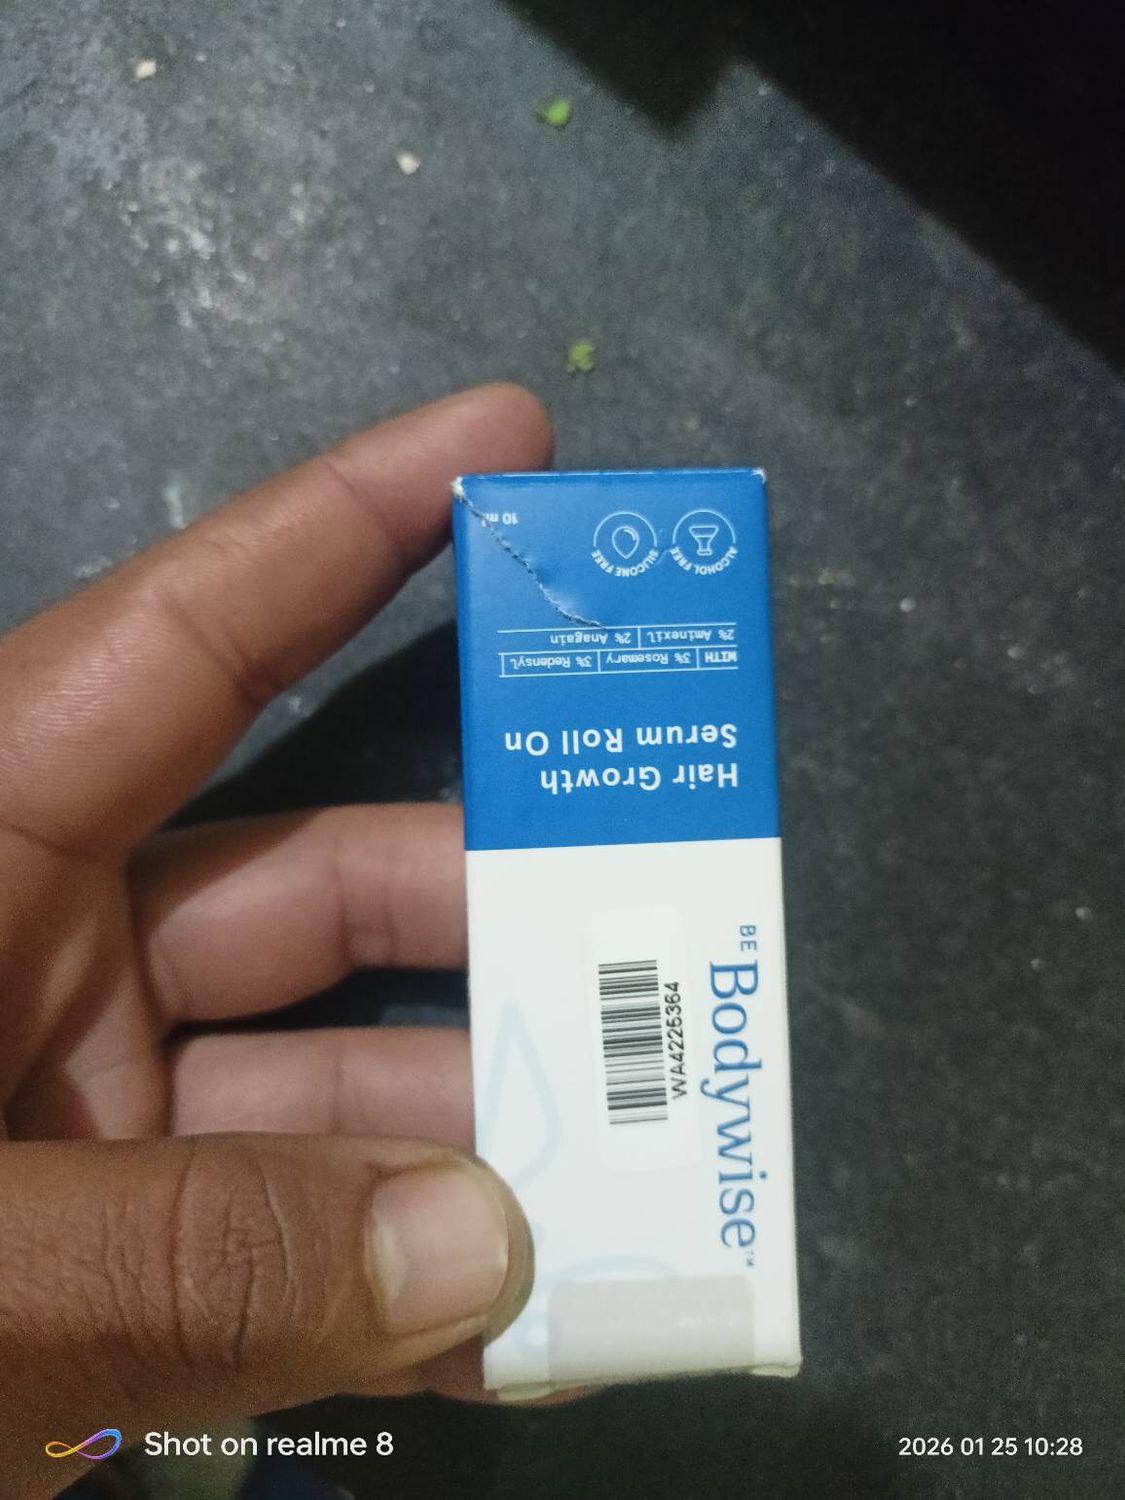 BE Bodywise™
WA4225364
Hair Growth
Serum Roll On
WITH | 3% Rosemary | 3% Redensyl
2% Aminexil | 2% Anagain
ALCOHOL FREE
SILICONE FREE
10 ml
Shot on realme 8
2026 01 25 10:28